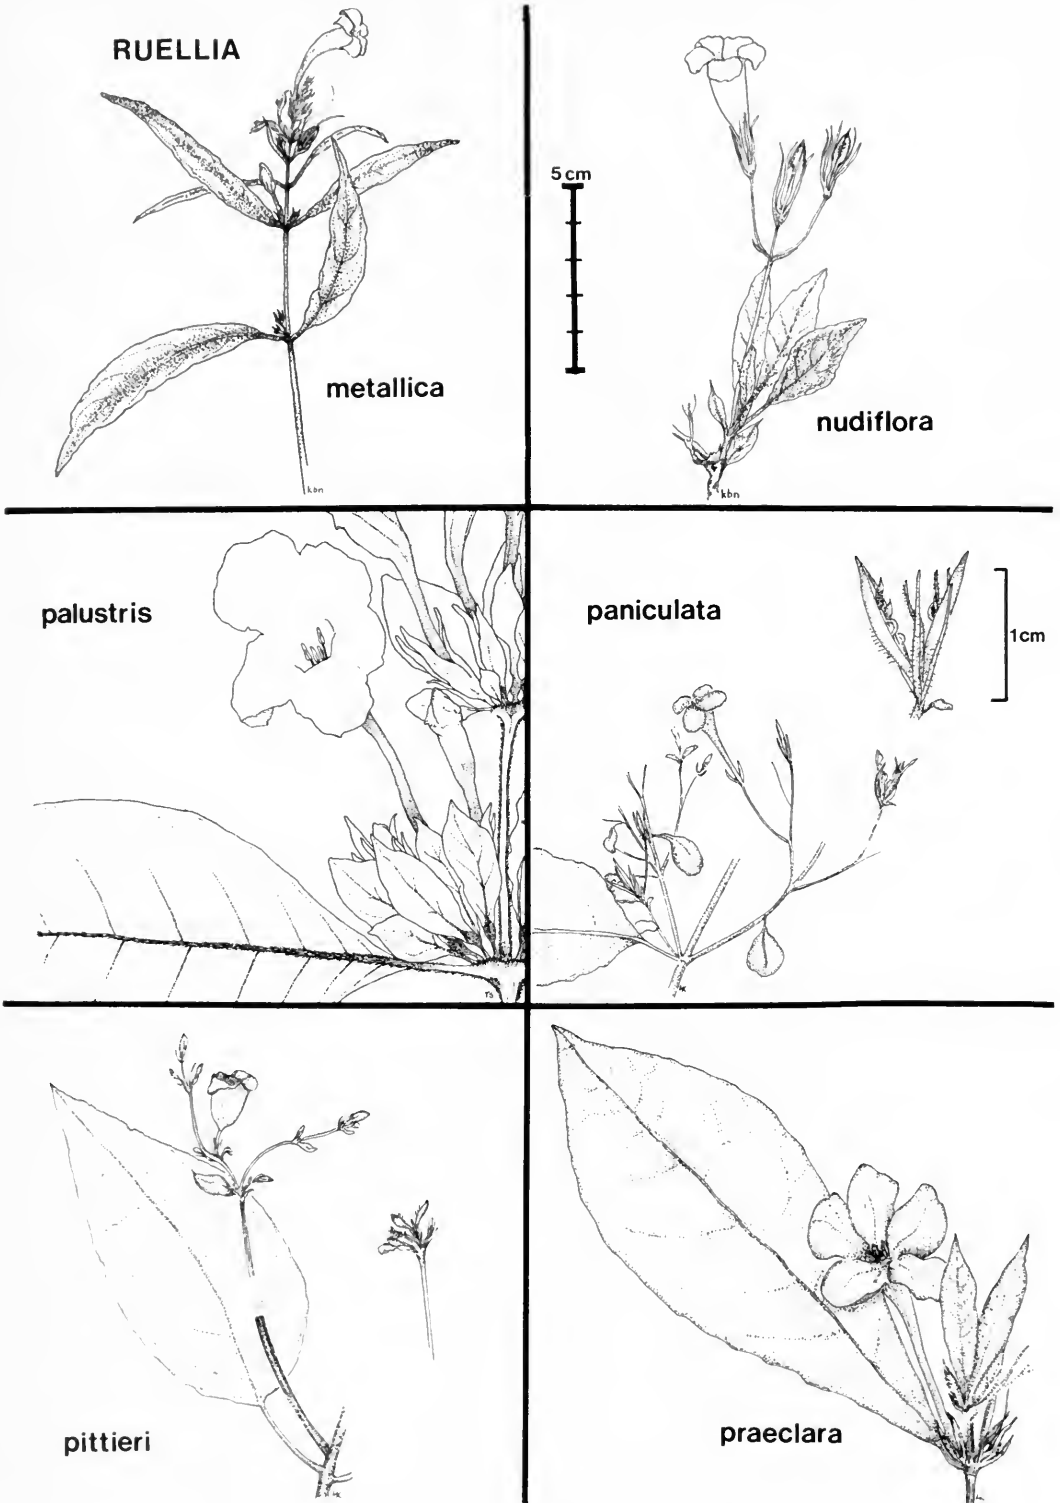 RUELLIA
metallica
kbn
5 cm
nudiflora
kbn
palustris
paniculata
1cm
pittieri
praeclara